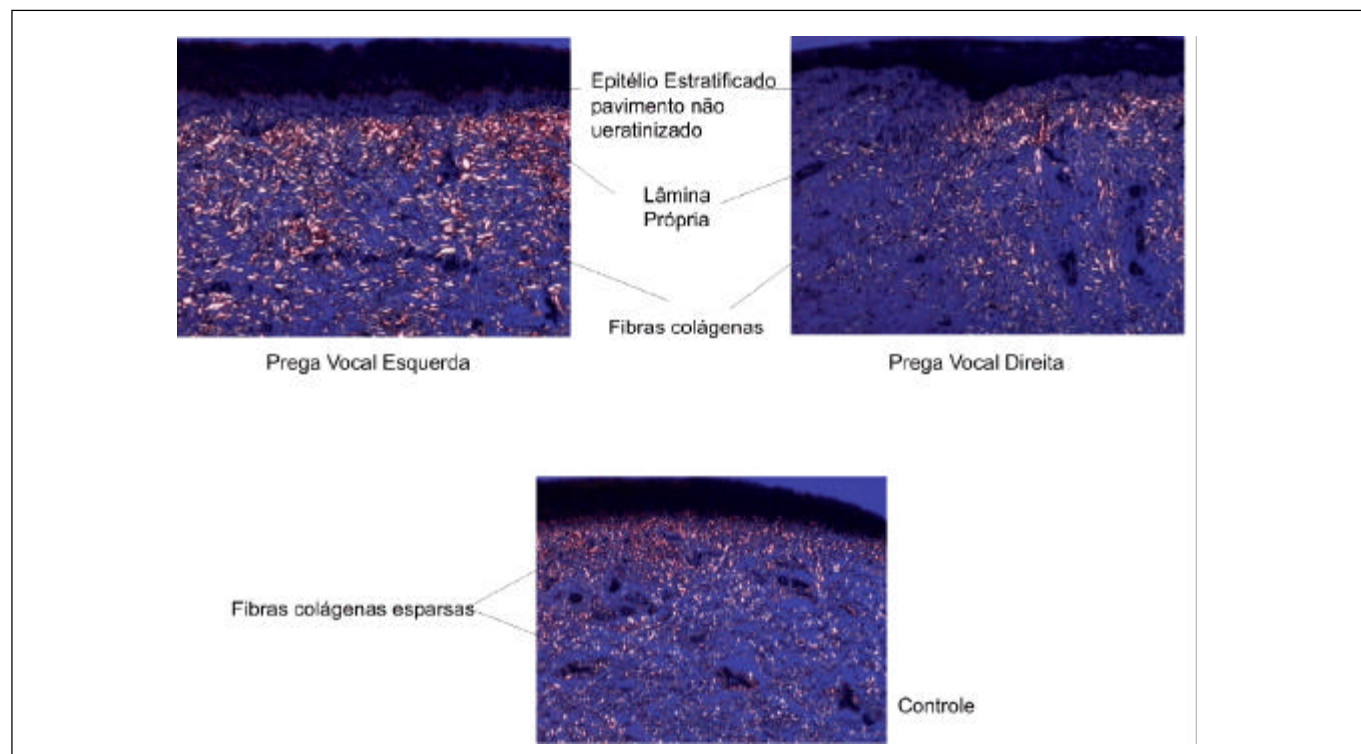 Epitélio Estratificado
pavimento não
ueratinizado
Lâmina
Própria
Fibras colágenas
Prega Vocal Esquerda
Prega Vocal Direita
Fibras colágenas esparsas
Controle